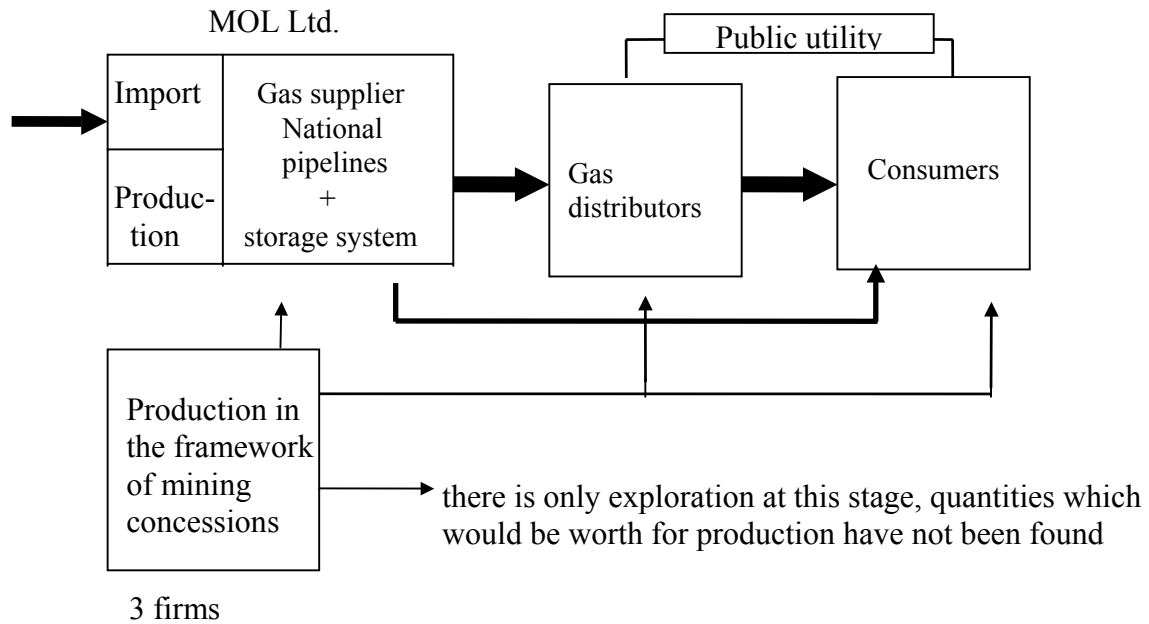 MOL Ltd.
Public utility
Import
Produc-
tion
Gas supplier
National
pipelines
+
storage system
Gas
distributors
Consumers
Production in
the framework
of mining
concessions
there is only exploration at this stage, quantities which
would be worth for production have not been found
3 firms